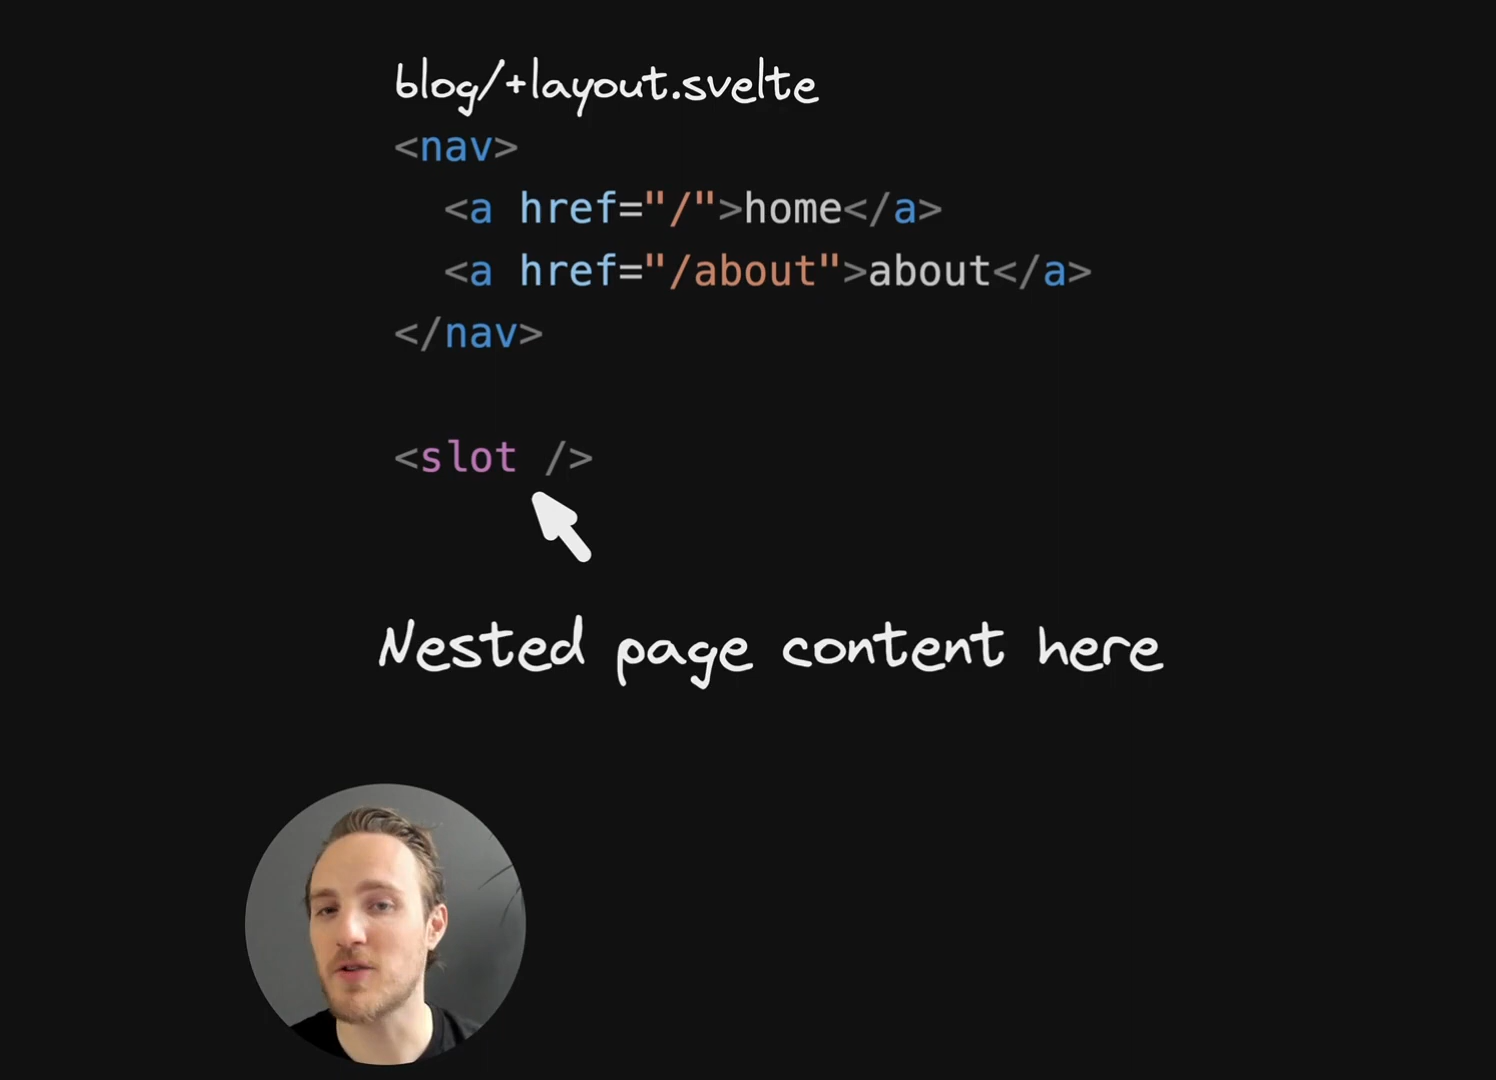 blog/+layout.svelte
<nav>
  <a href="/">home</a>
  <a href="/about">about</a>
</nav>
<slot />
Nested page content here